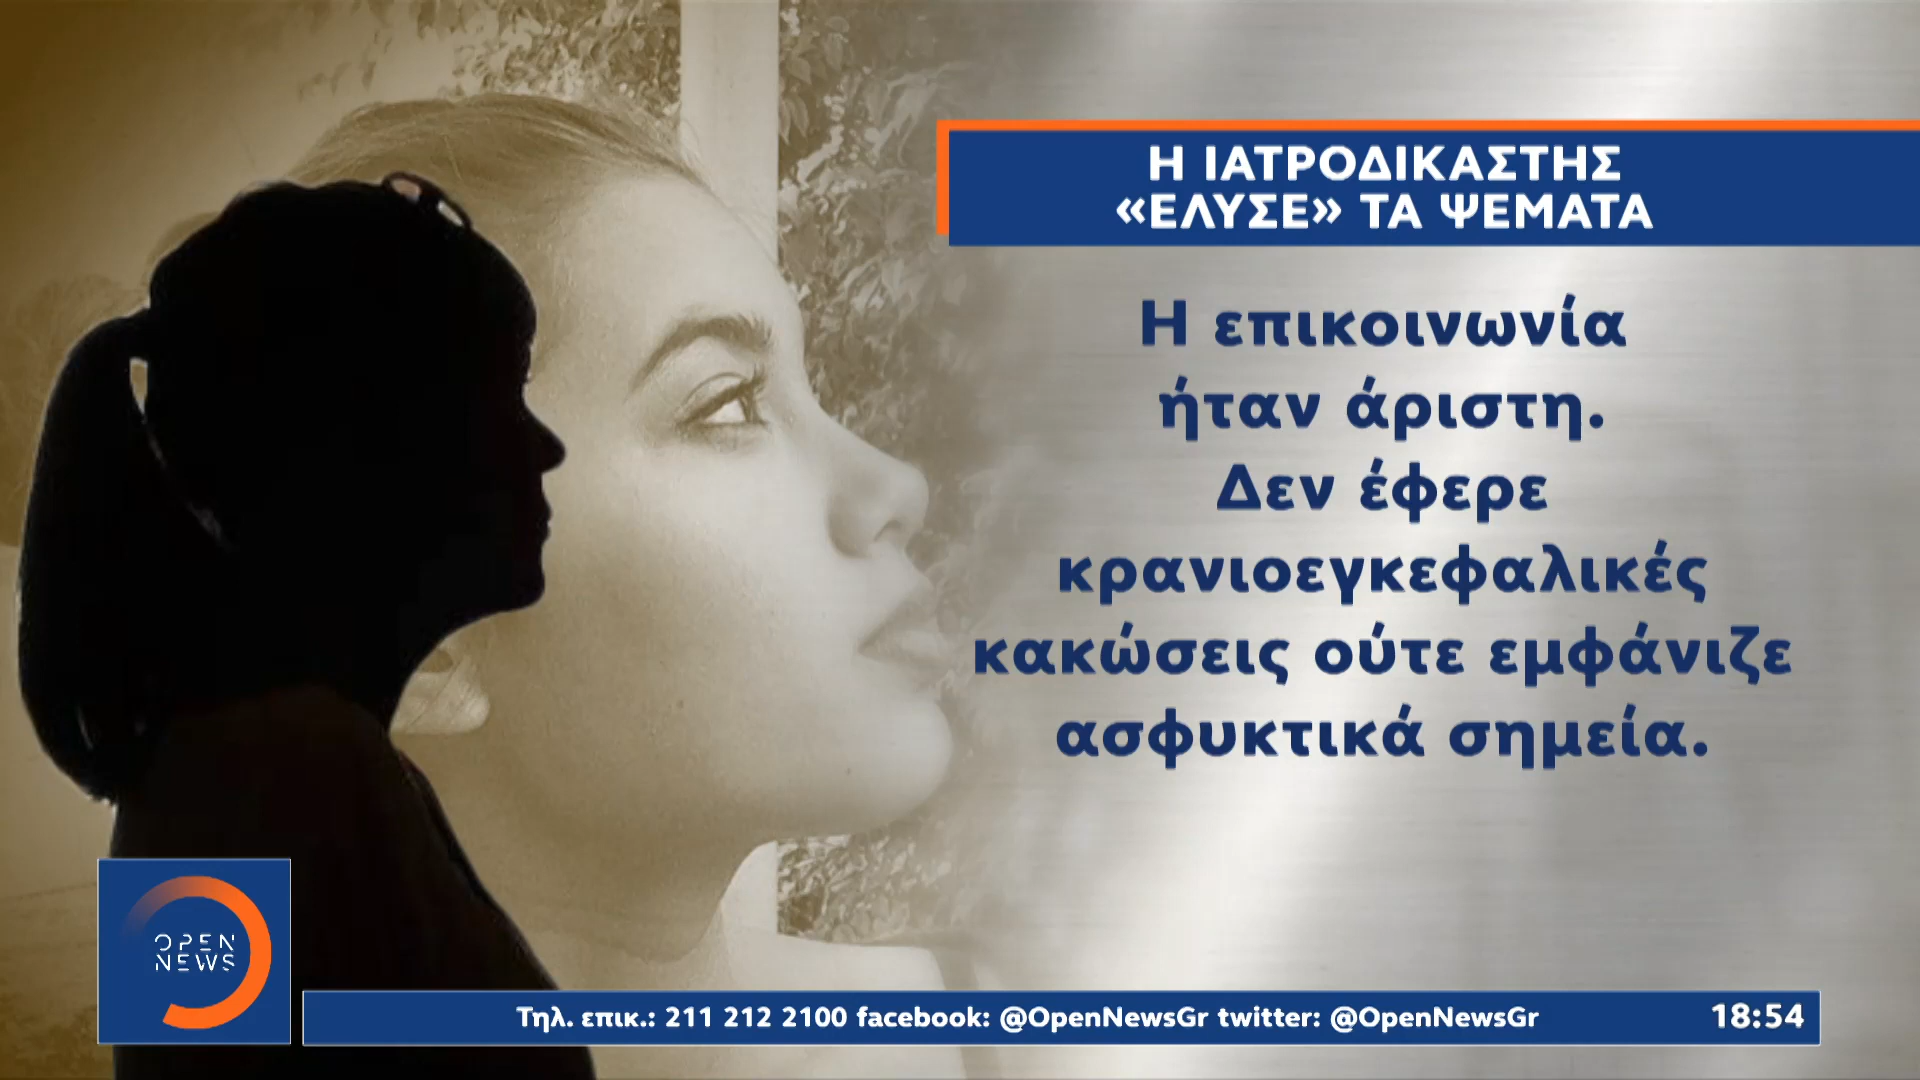 Η ΙΑΤΡΟΔΙΚΑΣΤΗΣ
«ΕΛΥΣΕ» ΤΑ ΨΕΜΑΤΑ
Η επικοινωνία
ήταν άριστη.
Δεν έφερε
κρανιοεγκεφαλικές
κακώσεις ούτε εμφάνιζε
ασφυκτικά σημεία.
OPEN
NEWS
Τηλ. επικ.: 211 212 2100 facebook: @OpenNewsGr twitter: @OpenNewsGr 18:54